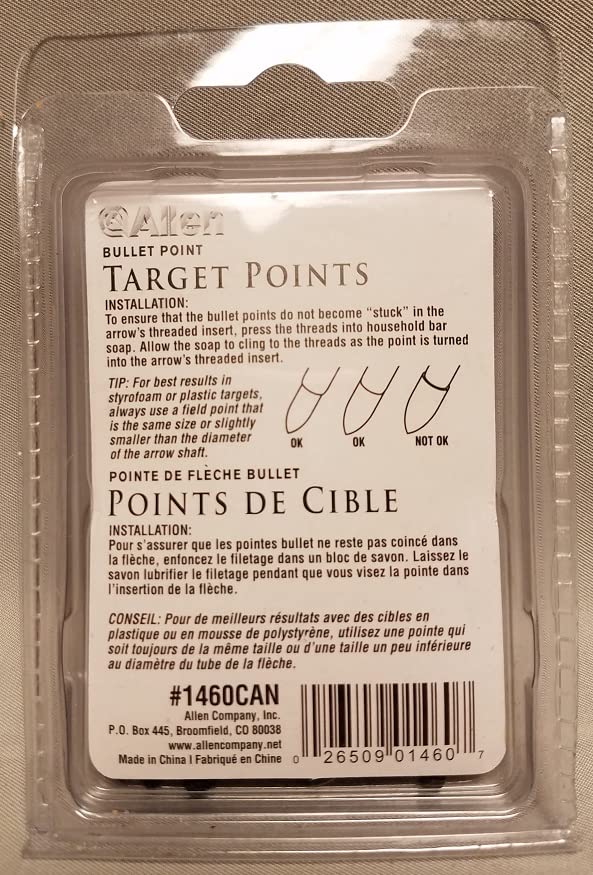 Allen
BULLET POINT
TARGET POINTS
INSTALLATION:
To ensure that the bullet points do not become “stuck” in the
arrow's threaded insert, press the threads into household bar
soap. Allow the soap to cling to the threads as the point is turned
into the arrow's threaded insert.
TIP: For best results in
styrofoam or plastic targets,
always use a field point that
is the same size or slightly
smaller than the diameter
of the arrow shaft.
OK OK NOT OK
POINTE DE FLÈCHE BULLET
POINTS DE CIBLE
INSTALLATION:
Pour s'assurer que les pointes bullet ne reste pas coincé dans
la flèche, enfoncez le filetage dans un bloc de savon. Laissez le
savon lubrifier le filetage pendant que vous visez la pointe dans
l'insertion de la flèche.
CONSEIL: Pour de meilleurs résultats avec des cibles en
plastique ou en mousse de polystyrène, utilisez une pointe qui
soit toujours de la même taille ou d'une taille un peu inférieure
au diamètre du tube de la flèche.
#1460CAN
Allen Company, Inc.
P.O. Box 445, Broomfield, CO 80038
www.allencompany.net
Made in China I Fabriqué en Chine
0 26509 01460 7